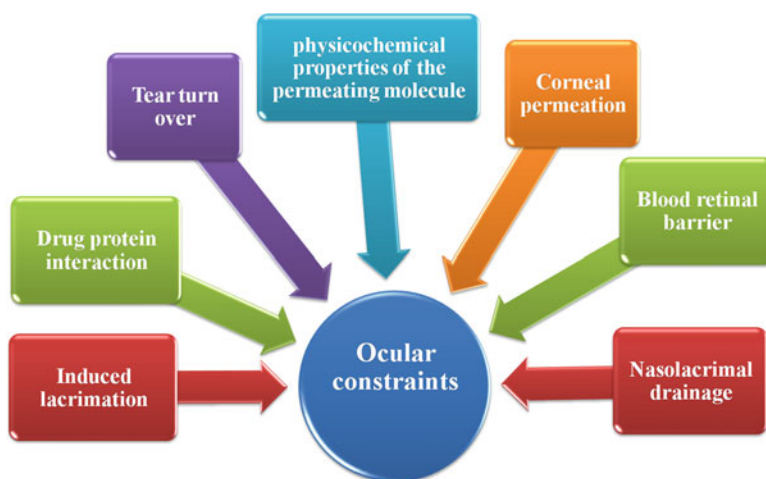 physicochemical
properties of the
permeating molecule
Tear turn
over
Corneal
permeation
Drug protein
interaction
Blood retinal
barrier
Induced
lacrimation
Ocular
constraints
Nasolacrimal
drainage